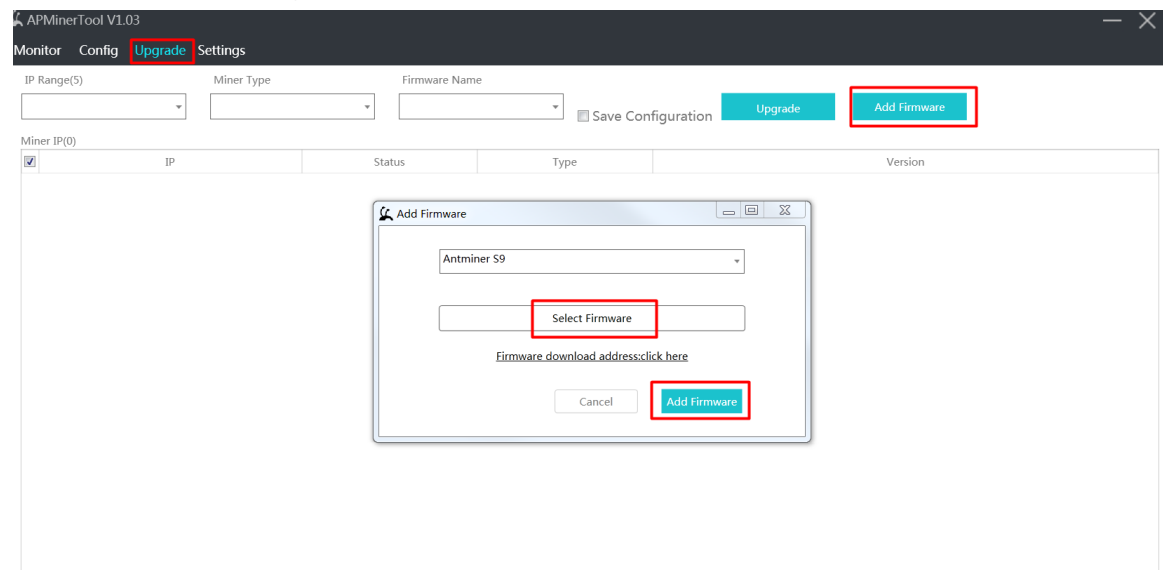 APMinerTool V1.03
Monitor Config Upgrade Settings
IP Range(5) Miner Type Firmware Name
Save Configuration Upgrade Add Firmware
Miner IP(0)
IP Status Type Version
Add Firmware
Antminer S9
Select Firmware
Firmware download address:click here
Cancel Add Firmware